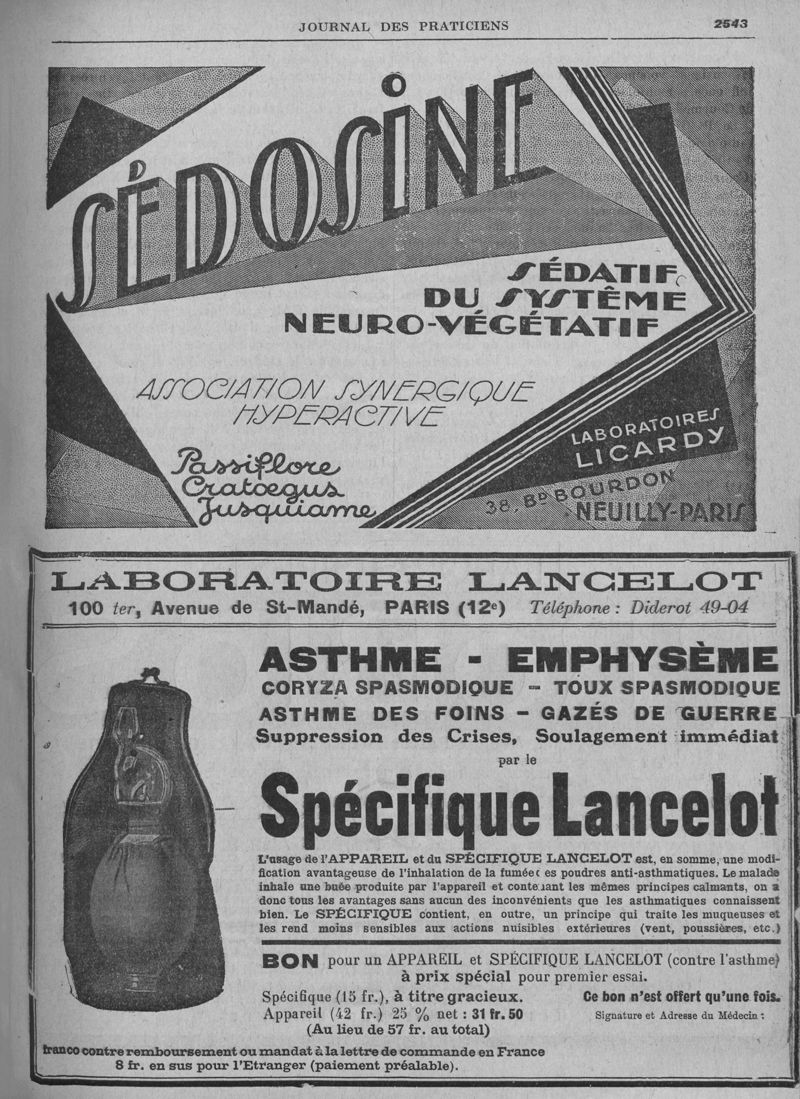 JOURNAL DES PRATICIENS
2543
SÉDOSINE
SÉDATIF
DU SYSTÊME
NEURO-VÉGÉTATIF
ASSOCIATION SYNERGIQUE
HYPERACTIVE
Passiflore
Cratœgus
Jusquiame
LABORATOIRES
LICARDY
38, BD BOURDON
NEUILLY-PARIS
LABORATOIRE LANCELOT
100 ter, Avenue de St-Mandé, PARIS (12e) Téléphone : Diderot 49-04
ASTHME - EMPHYSÈME
CORYZA SPASMODIQUE - TOUX SPASMODIQUE
ASTHME DES FOINS - GAZÉS DE GUERRE
Suppression des Crises, Soulagement immédiat
par le
Spécifique Lancelot
L'usage de l'APPAREIL et du SPÉCIFIQUE LANCELOT est, en somme, une modi-
fication avantageuse de l'inhalation de la fumée es poudres anti-asthmatiques. Le malade
inhale une buée produite par l'appareil et contenant les mêmes principes calmants, on a
donc tous les avantages sans aucun des inconvénients que les asthmatiques connaissent
bien. Le SPÉCIFIQUE contient, en outre, un principe qui traite les muqueuses et
les rend moins sensibles aux actions nuisibles extérieures (vent, poussières, etc.)
BON pour un APPAREIL et SPÉCIFIQUE LANCELOT (contre l'asthme)
à prix spécial pour premier essai.
Spécifique (15 fr.), à titre gracieux.
Appareil (42 fr.) 25 % net : 31 fr. 50
(Au lieu de 57 fr. au total)
Ce bon n'est offert qu'une fois.
Signature et Adresse du Médecin :
franco contre remboursement ou mandat à la lettre de commande en France
8 fr. en sus pour l'Etranger (paiement préalable).